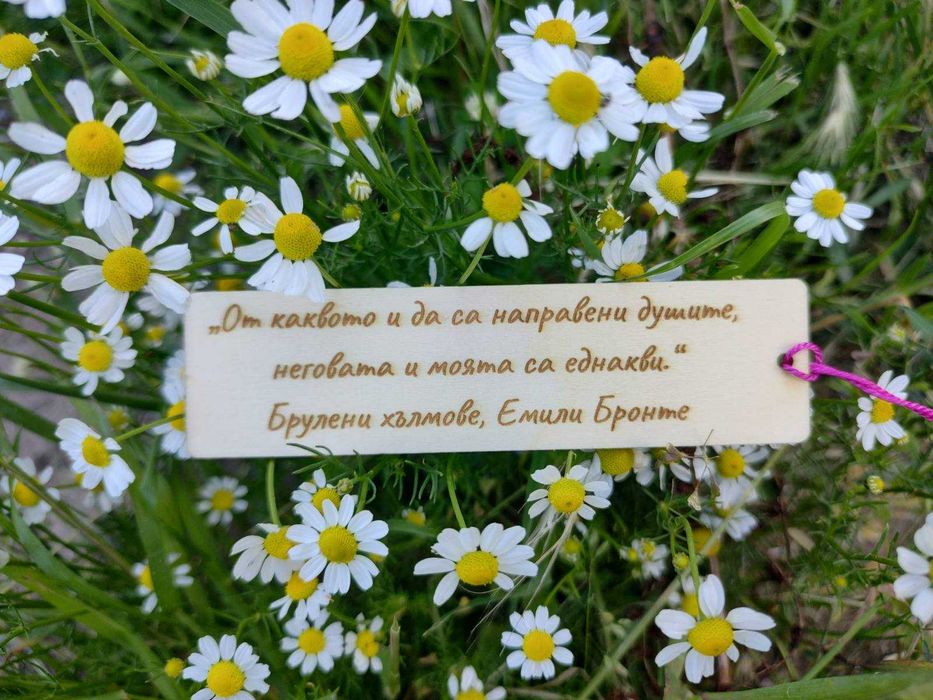 „От каквото и да са направени душите,
неговата и моята са еднакви.“
Брулени хълмове, Емили Бронте